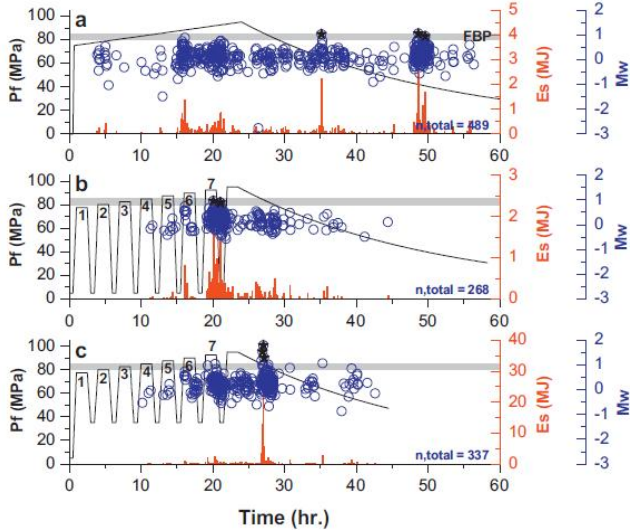 a
EBP
n,total = 489
Pf (MPa)
100
80
60
40
20
0
0 10 20 30 40 50 60
5
4
3
2
1
0
Es (MJ)
2
1
0
-1
-2
-3
Mw
b
1 2 3 4 5 6 7
n,total = 268
Pf (MPa)
100
80
60
40
20
0
0 10 20 30 40 50 60
3
2
1
0
Es (MJ)
2
1
0
-1
-2
-3
Mw
c
1 2 3 4 5 6 7
n,total = 337
Pf (MPa)
100
80
60
40
20
0
0 10 20 30 40 50 60
40
30
20
10
0
Es (MJ)
2
1
0
-1
-2
-3
Mw
Time (hr.)